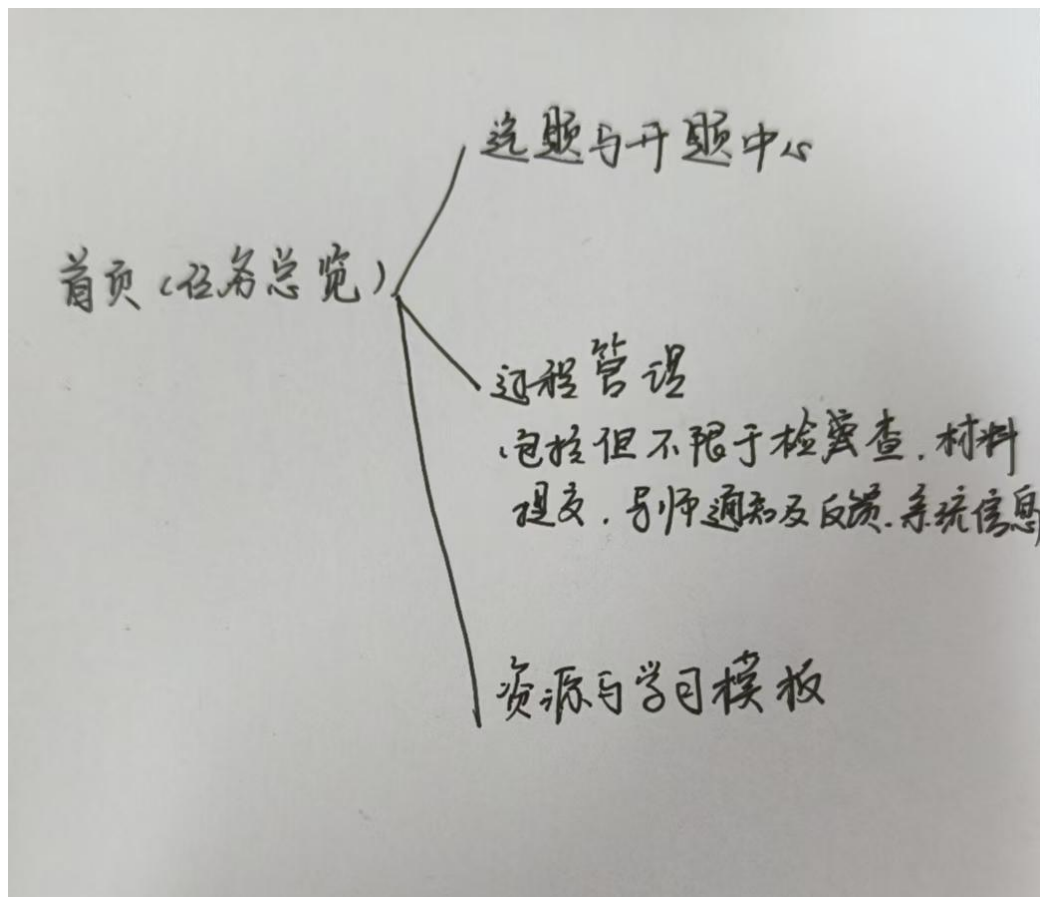 选题与开题中心
首页(任务总览)
过程管理
包括但不限于检查、材料
提交、导师通知及反馈、系统信息
资源与学习模板